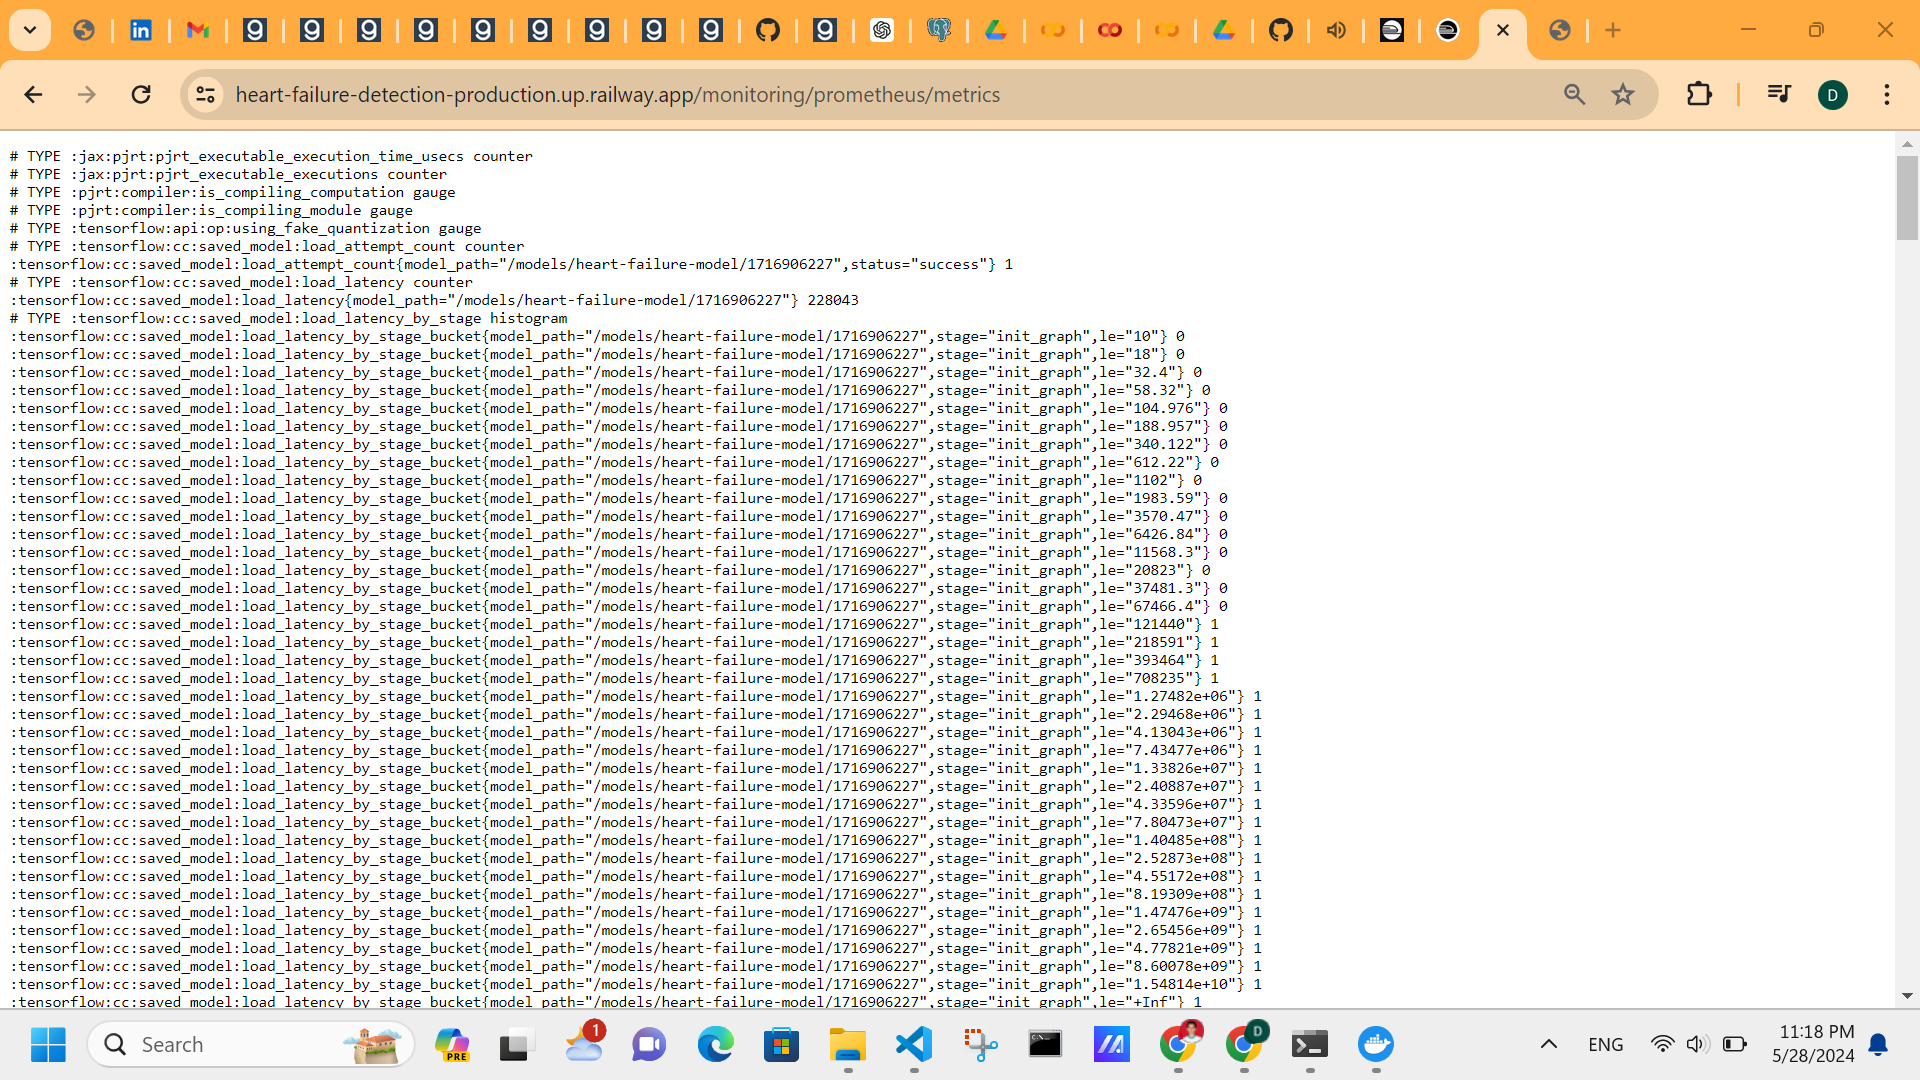 heart-failure-detection-production.up.railway.app/monitoring/prometheus/metrics
D
# TYPE :jax:pjrt:pjrt_executable_execution_time_usecs counter
# TYPE :jax:pjrt:pjrt_executable_executions counter
# TYPE :pjrt:compiler:is_compiling_computation gauge
# TYPE :pjrt:compiler:is_compiling_module gauge
# TYPE :tensorflow:api:op:using_fake_quantization gauge
# TYPE :tensorflow:cc:saved_model:load_attempt_count counter
:tensorflow:cc:saved_model:load_attempt_count{model_path="/models/heart-failure-model/1716906227",status="success"} 1
# TYPE :tensorflow:cc:saved_model:load_latency counter
:tensorflow:cc:saved_model:load_latency{model_path="/models/heart-failure-model/1716906227"} 228043
# TYPE :tensorflow:cc:saved_model:load_latency_by_stage histogram
:tensorflow:cc:saved_model:load_latency_by_stage_bucket{model_path="/models/heart-failure-model/1716906227",stage="init_graph",le="10"} 0
:tensorflow:cc:saved_model:load_latency_by_stage_bucket{model_path="/models/heart-failure-model/1716906227",stage="init_graph",le="18"} 0
:tensorflow:cc:saved_model:load_latency_by_stage_bucket{model_path="/models/heart-failure-model/1716906227",stage="init_graph",le="32.4"} 0
:tensorflow:cc:saved_model:load_latency_by_stage_bucket{model_path="/models/heart-failure-model/1716906227",stage="init_graph",le="58.32"} 0
:tensorflow:cc:saved_model:load_latency_by_stage_bucket{model_path="/models/heart-failure-model/1716906227",stage="init_graph",le="104.976"} 0
:tensorflow:cc:saved_model:load_latency_by_stage_bucket{model_path="/models/heart-failure-model/1716906227",stage="init_graph",le="188.957"} 0
:tensorflow:cc:saved_model:load_latency_by_stage_bucket{model_path="/models/heart-failure-model/1716906227",stage="init_graph",le="340.122"} 0
:tensorflow:cc:saved_model:load_latency_by_stage_bucket{model_path="/models/heart-failure-model/1716906227",stage="init_graph",le="612.22"} 0
:tensorflow:cc:saved_model:load_latency_by_stage_bucket{model_path="/models/heart-failure-model/1716906227",stage="init_graph",le="1102"} 0
:tensorflow:cc:saved_model:load_latency_by_stage_bucket{model_path="/models/heart-failure-model/1716906227",stage="init_graph",le="1983.59"} 0
:tensorflow:cc:saved_model:load_latency_by_stage_bucket{model_path="/models/heart-failure-model/1716906227",stage="init_graph",le="3570.47"} 0
:tensorflow:cc:saved_model:load_latency_by_stage_bucket{model_path="/models/heart-failure-model/1716906227",stage="init_graph",le="6426.84"} 0
:tensorflow:cc:saved_model:load_latency_by_stage_bucket{model_path="/models/heart-failure-model/1716906227",stage="init_graph",le="11568.3"} 0
:tensorflow:cc:saved_model:load_latency_by_stage_bucket{model_path="/models/heart-failure-model/1716906227",stage="init_graph",le="20823"} 0
:tensorflow:cc:saved_model:load_latency_by_stage_bucket{model_path="/models/heart-failure-model/1716906227",stage="init_graph",le="37481.3"} 0
:tensorflow:cc:saved_model:load_latency_by_stage_bucket{model_path="/models/heart-failure-model/1716906227",stage="init_graph",le="67466.4"} 0
:tensorflow:cc:saved_model:load_latency_by_stage_bucket{model_path="/models/heart-failure-model/1716906227",stage="init_graph",le="121440"} 1
:tensorflow:cc:saved_model:load_latency_by_stage_bucket{model_path="/models/heart-failure-model/1716906227",stage="init_graph",le="218591"} 1
:tensorflow:cc:saved_model:load_latency_by_stage_bucket{model_path="/models/heart-failure-model/1716906227",stage="init_graph",le="393464"} 1
:tensorflow:cc:saved_model:load_latency_by_stage_bucket{model_path="/models/heart-failure-model/1716906227",stage="init_graph",le="708235"} 1
:tensorflow:cc:saved_model:load_latency_by_stage_bucket{model_path="/models/heart-failure-model/1716906227",stage="init_graph",le="1.27482e+06"} 1
:tensorflow:cc:saved_model:load_latency_by_stage_bucket{model_path="/models/heart-failure-model/1716906227",stage="init_graph",le="2.29468e+06"} 1
:tensorflow:cc:saved_model:load_latency_by_stage_bucket{model_path="/models/heart-failure-model/1716906227",stage="init_graph",le="4.13043e+06"} 1
:tensorflow:cc:saved_model:load_latency_by_stage_bucket{model_path="/models/heart-failure-model/1716906227",stage="init_graph",le="7.43477e+06"} 1
:tensorflow:cc:saved_model:load_latency_by_stage_bucket{model_path="/models/heart-failure-model/1716906227",stage="init_graph",le="1.33826e+07"} 1
:tensorflow:cc:saved_model:load_latency_by_stage_bucket{model_path="/models/heart-failure-model/1716906227",stage="init_graph",le="2.40887e+07"} 1
:tensorflow:cc:saved_model:load_latency_by_stage_bucket{model_path="/models/heart-failure-model/1716906227",stage="init_graph",le="4.33596e+07"} 1
:tensorflow:cc:saved_model:load_latency_by_stage_bucket{model_path="/models/heart-failure-model/1716906227",stage="init_graph",le="7.80473e+07"} 1
:tensorflow:cc:saved_model:load_latency_by_stage_bucket{model_path="/models/heart-failure-model/1716906227",stage="init_graph",le="1.40485e+08"} 1
:tensorflow:cc:saved_model:load_latency_by_stage_bucket{model_path="/models/heart-failure-model/1716906227",stage="init_graph",le="2.52873e+08"} 1
:tensorflow:cc:saved_model:load_latency_by_stage_bucket{model_path="/models/heart-failure-model/1716906227",stage="init_graph",le="4.55172e+08"} 1
:tensorflow:cc:saved_model:load_latency_by_stage_bucket{model_path="/models/heart-failure-model/1716906227",stage="init_graph",le="8.19309e+08"} 1
:tensorflow:cc:saved_model:load_latency_by_stage_bucket{model_path="/models/heart-failure-model/1716906227",stage="init_graph",le="1.47476e+09"} 1
:tensorflow:cc:saved_model:load_latency_by_stage_bucket{model_path="/models/heart-failure-model/1716906227",stage="init_graph",le="2.65456e+09"} 1
:tensorflow:cc:saved_model:load_latency_by_stage_bucket{model_path="/models/heart-failure-model/1716906227",stage="init_graph",le="4.77821e+09"} 1
:tensorflow:cc:saved_model:load_latency_by_stage_bucket{model_path="/models/heart-failure-model/1716906227",stage="init_graph",le="8.60078e+09"} 1
:tensorflow:cc:saved_model:load_latency_by_stage_bucket{model_path="/models/heart-failure-model/1716906227",stage="init_graph",le="1.54814e+10"} 1
:tensorflow:cc:saved_model:load_latency_by_stage_bucket{model_path="/models/heart-failure-model/1716906227",stage="init_graph",le="+Inf"} 1
Search
PRE
1
D
ENG
11:18 PM
5/28/2024